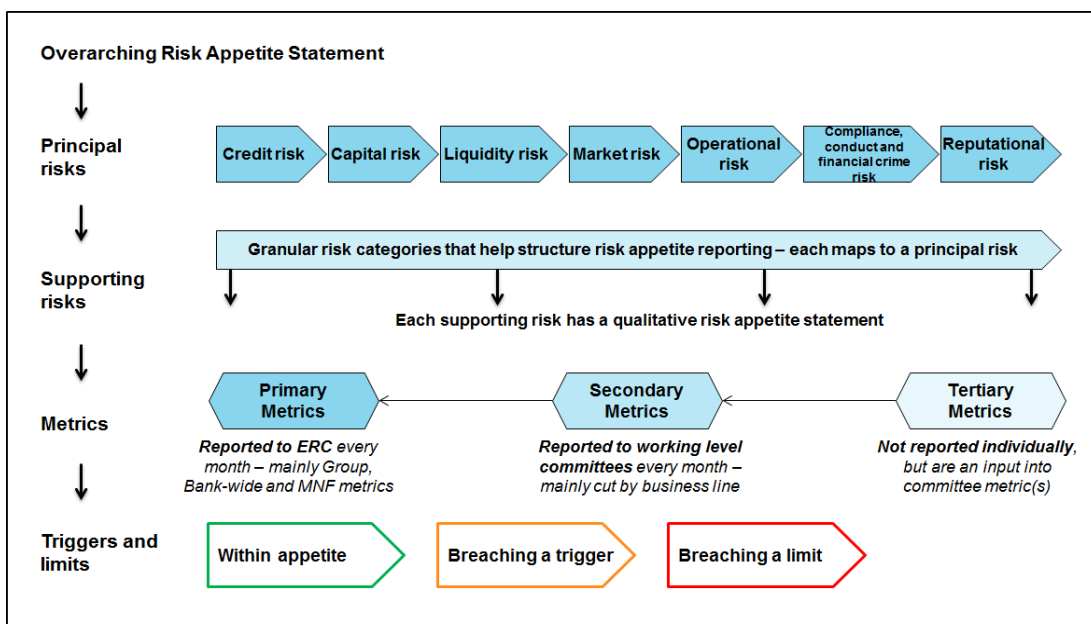 Overarching Risk Appetite Statement
Principal
risks
Credit risk
Capital risk
Liquidity risk
Market risk
Operational
risk
Compliance,
conduct and
financial crime
risk
Reputational
risk
Supporting
risks
Granular risk categories that help structure risk appetite reporting – each maps to a principal risk
Each supporting risk has a qualitative risk appetite statement
Metrics
Primary
Metrics
Reported to ERC every
month – mainly Group,
Bank-wide and MNF metrics
Secondary
Metrics
Reported to working level
committees every month –
mainly cut by business line
Tertiary
Metrics
Not reported individually,
but are an input into
committee metric(s)
Triggers and
limits
Within appetite
Breaching a trigger
Breaching a limit